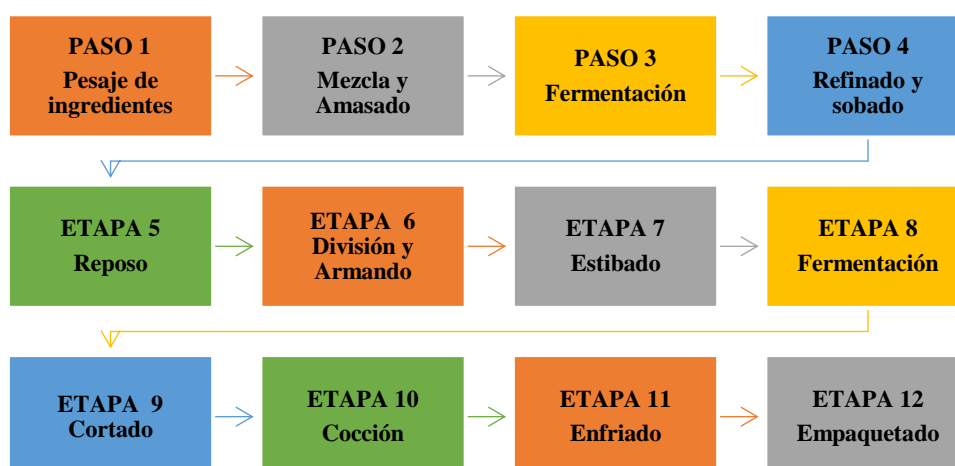 PASO 1
Pesaje de
ingredientes
PASO 2
Mezcla y
Amasado
PASO 3
Fermentación
PASO 4
Refinado y
sobado
ETAPA 5
Reposo
ETAPA 6
División y
Armando
ETAPA 7
Estibado
ETAPA 8
Fermentación
ETAPA 9
Cortado
ETAPA 10
Cocción
ETAPA 11
Enfriado
ETAPA 12
Empaquetado